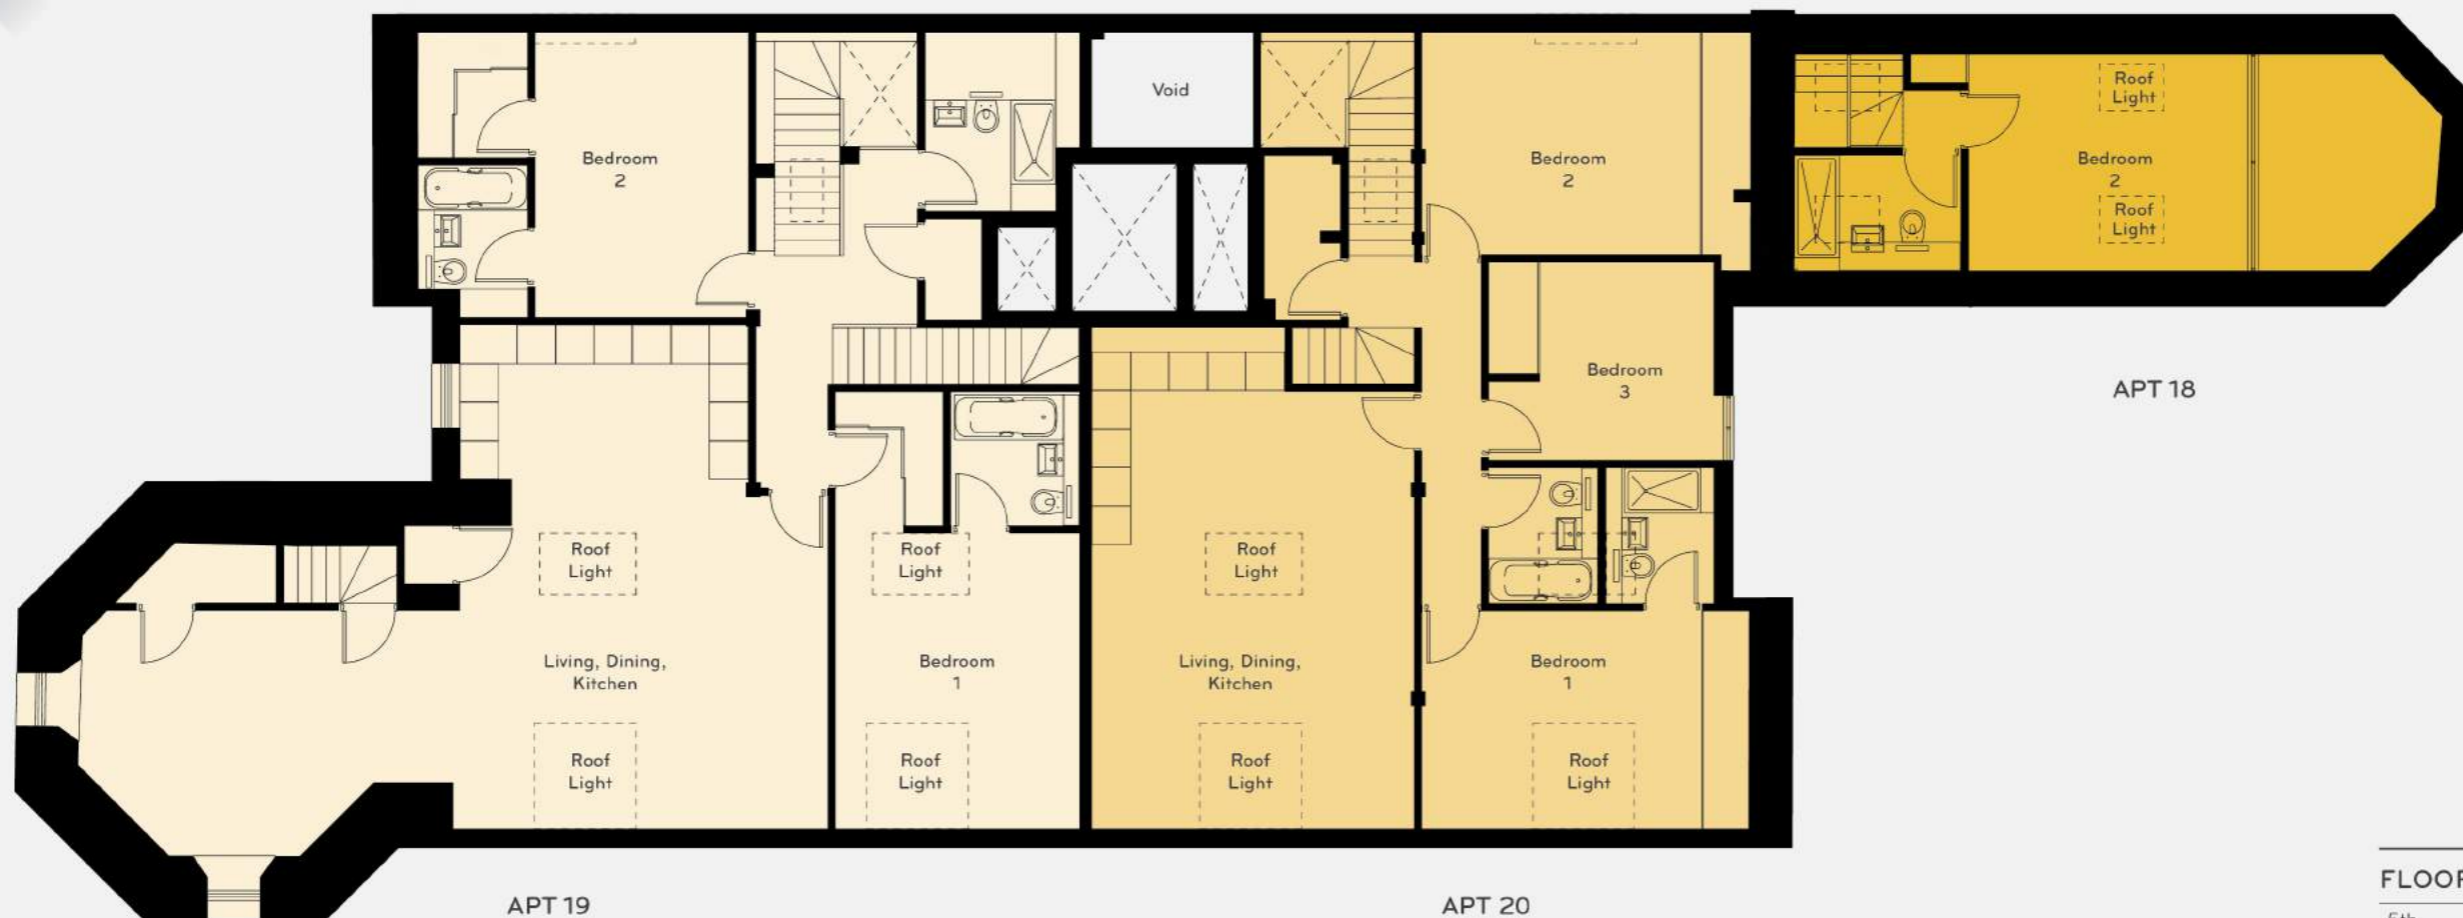 Void
Roof
Light
Bedroom
2
Bedroom
2
Bedroom
2
Roof
Light
Bedroom
3
APT 18
Roof
Light
Roof
Light
Roof
Light
Living, Dining,
Kitchen
Bedroom
1
Living, Dining,
Kitchen
Bedroom
1
Roof
Light
Roof
Light
Roof
Light
Roof
Light
APT 19
APT 20
FLOOR